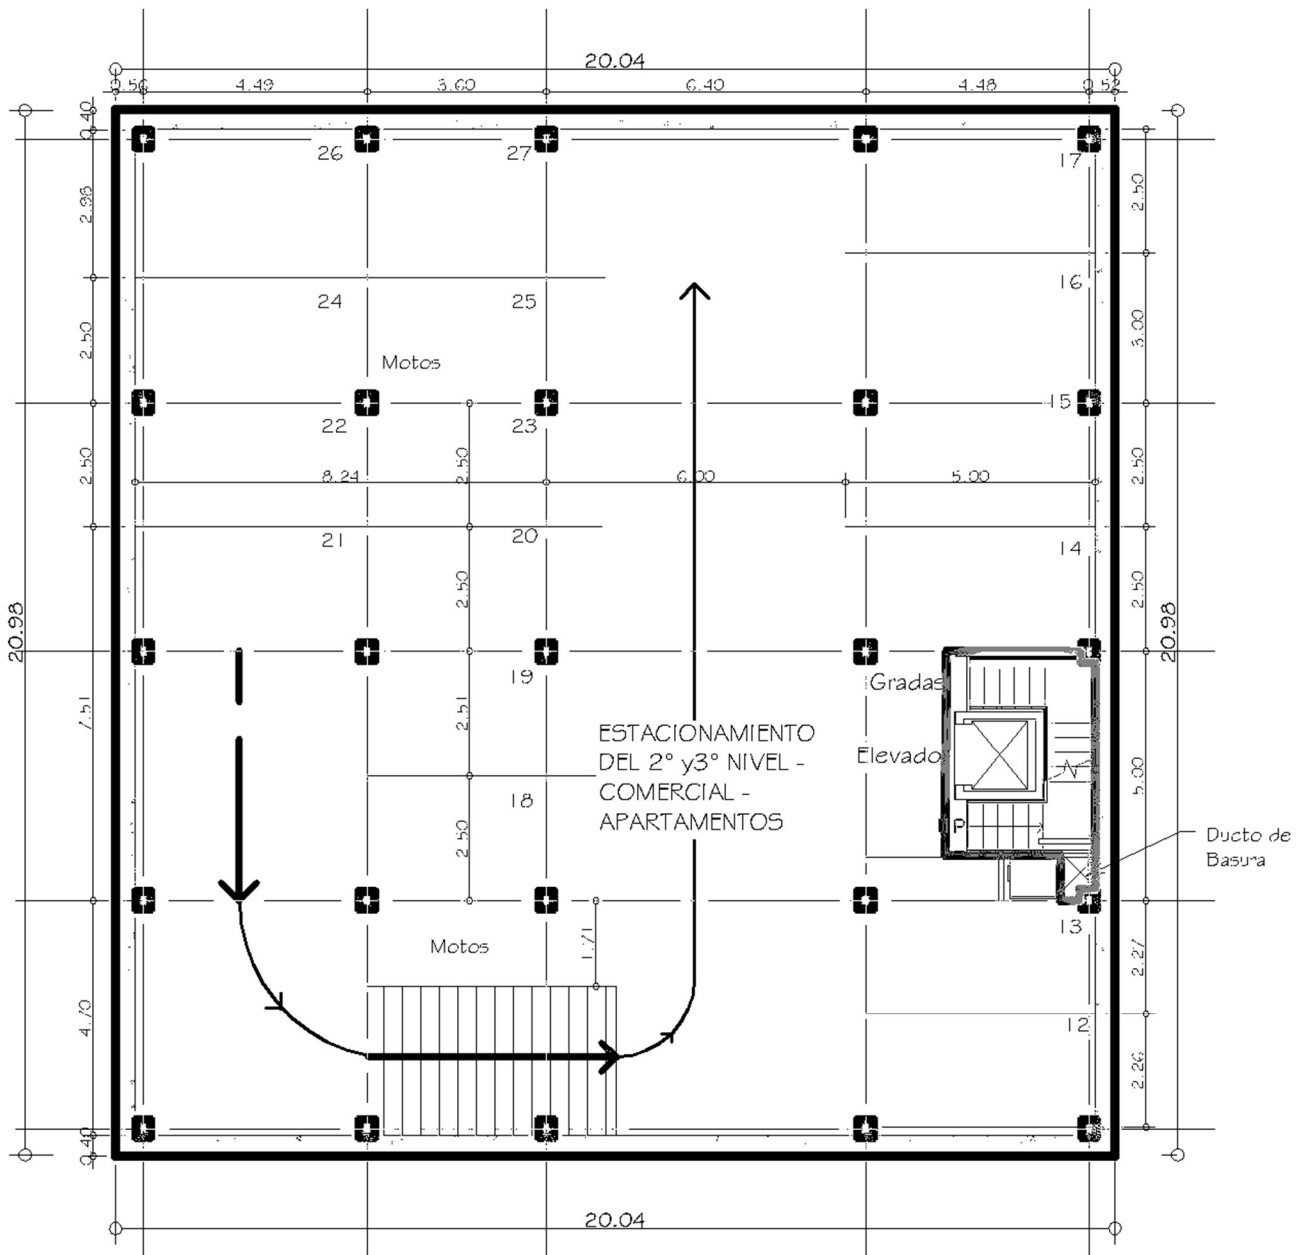 20.04
0.56 4.49 3.60 6.40 4.48 0.52
0.40
26 27 17
2.98 2.50
24 25 16
2.50 3.00
Motos
22 23 15
2.50 2.50 2.50
8.24 6.00 5.00
21 20 14
2.50 2.50
20.98 20.98
19
Gradas
7.51 2.51
ESTACIONAMIENTO
DEL 2° y3° NIVEL -
COMERCIAL -
APARTAMENTOS
Elevado
5.00
18
2.50
P
Ducto de
Basura
13
Motos 1.71 2.27
4.70 12
2.26
0.40
20.04